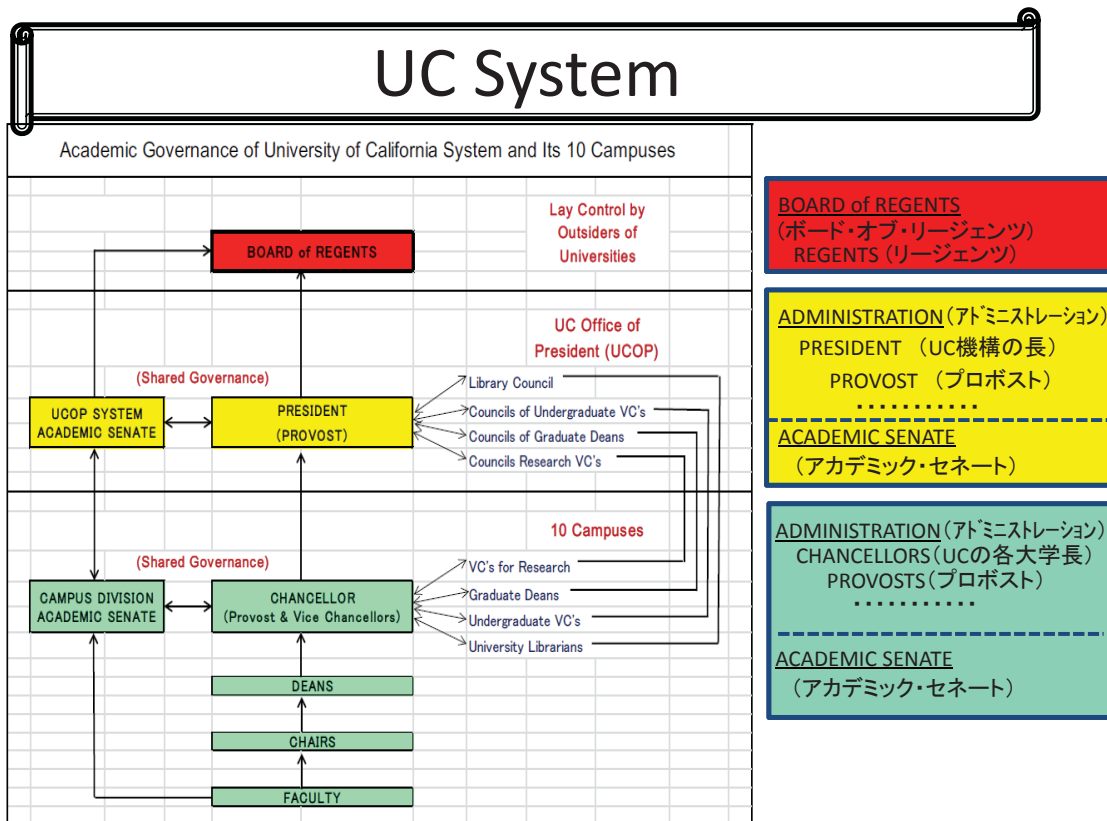 UC System
Academic Governance of University of California System and Its 10 Campuses
Lay Control by
Outsiders of
Universities
BOARD of REGENTS
UC Office of
President (UCOP)
(Shared Governance)
UCOP SYSTEM
ACADEMIC SENATE
PRESIDENT
(PROVOST)
Library Council
Councils of Undergraduate VC's
Councils of Graduate Deans
Councils Research VC's
10 Campuses
(Shared Governance)
CAMPUS DIVISION
ACADEMIC SENATE
CHANCELLOR
(Provost & Vice Chancellors)
VC's for Research
Graduate Deans
Undergraduate VC's
University Librarians
DEANS
CHAIRS
FACULTY
BOARD of REGENTS
(ボード・オブ・リージェンツ)
REGENTS (リージェンツ)
ADMINISTRATION(アドミニストレーション)
PRESIDENT (UC機構の長)
PROVOST (プロボスト)
・・・・・・・・・・・
ACADEMIC SENATE
(アカデミック・セネート)
ADMINISTRATION(アドミニストレーション)
CHANCELLORS(UCの各大学長)
PROVOSTS(プロボスト)
・・・・・・・・・・・
ACADEMIC SENATE
(アカデミック・セネート)